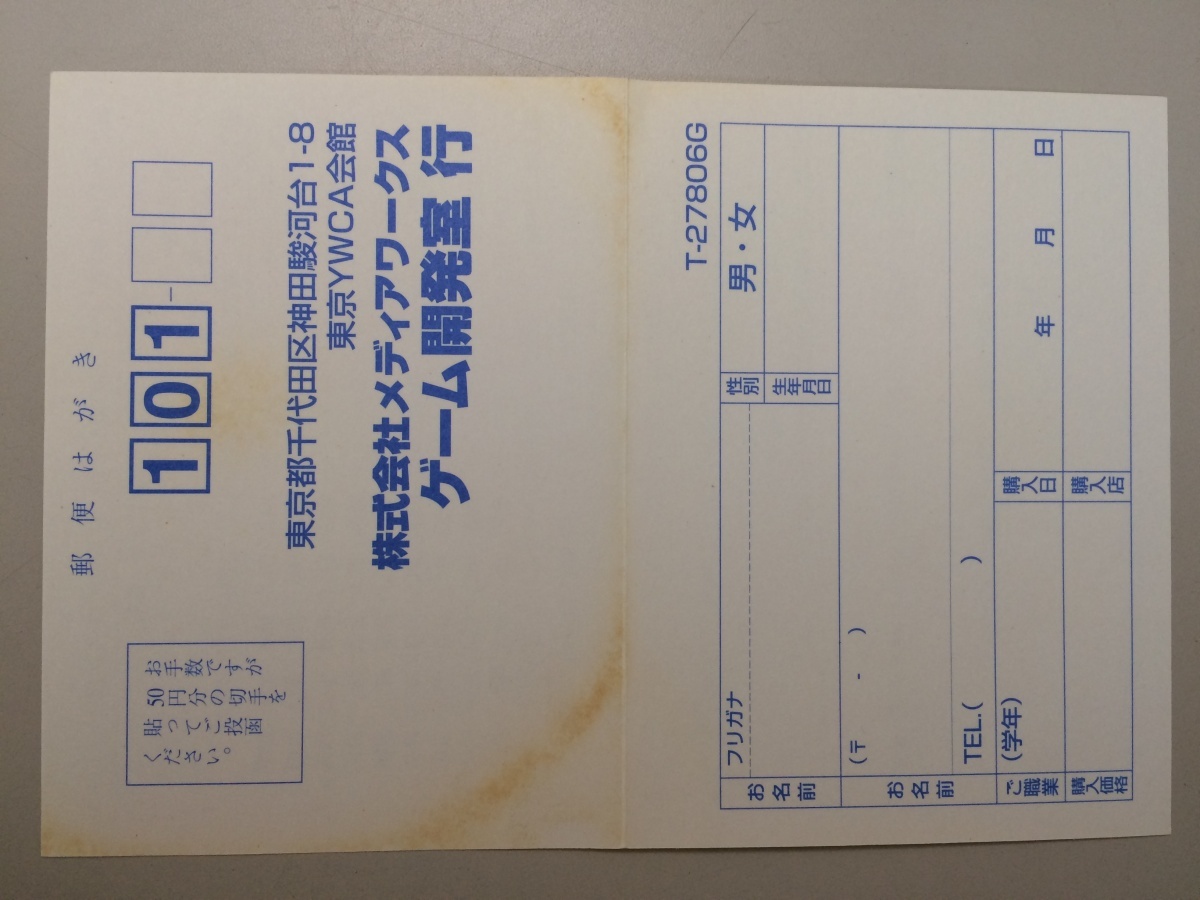 郵便はがき
101-
お手数ですが
50円分の切手を
貼ってご投函
ください。
東京都千代田区神田駿河台1-8
東京YWCA会館
株式会社メディアワークス
ゲーム開発室 行
T-27806G
お名前
フリガナ
性別
男・女
生年月日
お名前
(〒 - )
TEL.( )
ご職業
(学年)
購入日
年 月 日
購入価格
購入店